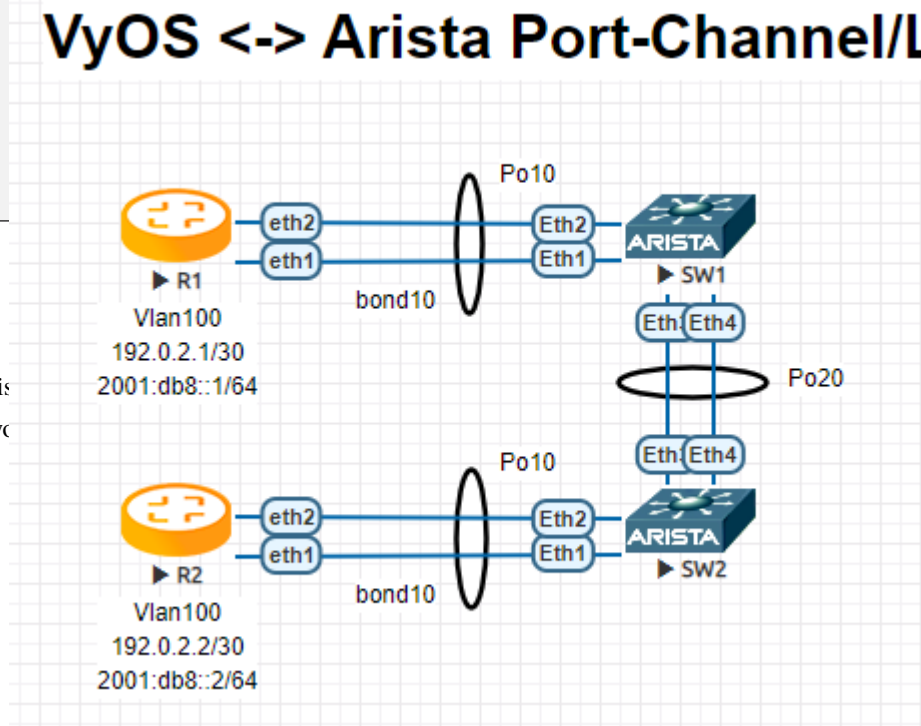 VyOS <-> Arista Port-Channel/L
Po10
eth2
Eth2
eth1
Eth1
ARISTA
R1
SW1
bond10
Vlan100
192.0.2.1/30
2001:db8::1/64
Eth4
Po20
Po10
Eth4
eth2
Eth2
eth1
Eth1
ARISTA
R2
SW2
bond10
Vlan100
192.0.2.2/30
2001:db8::2/64